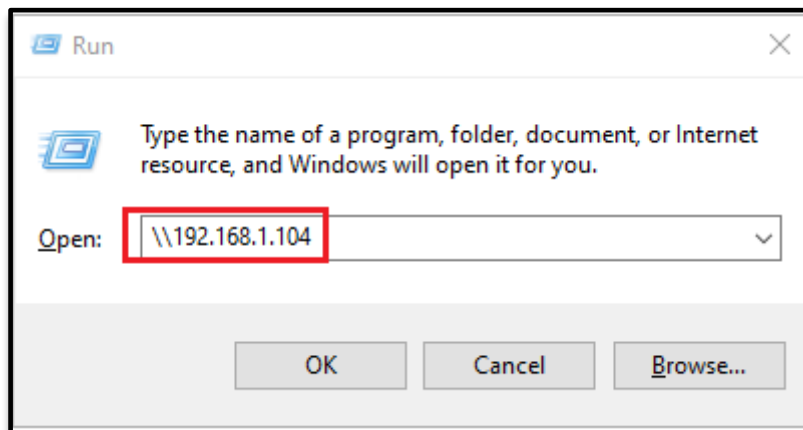 Run
Type the name of a program, folder, document, or Internet
resource, and Windows will open it for you.
Open: \\192.168.1.104
OK Cancel Browse...